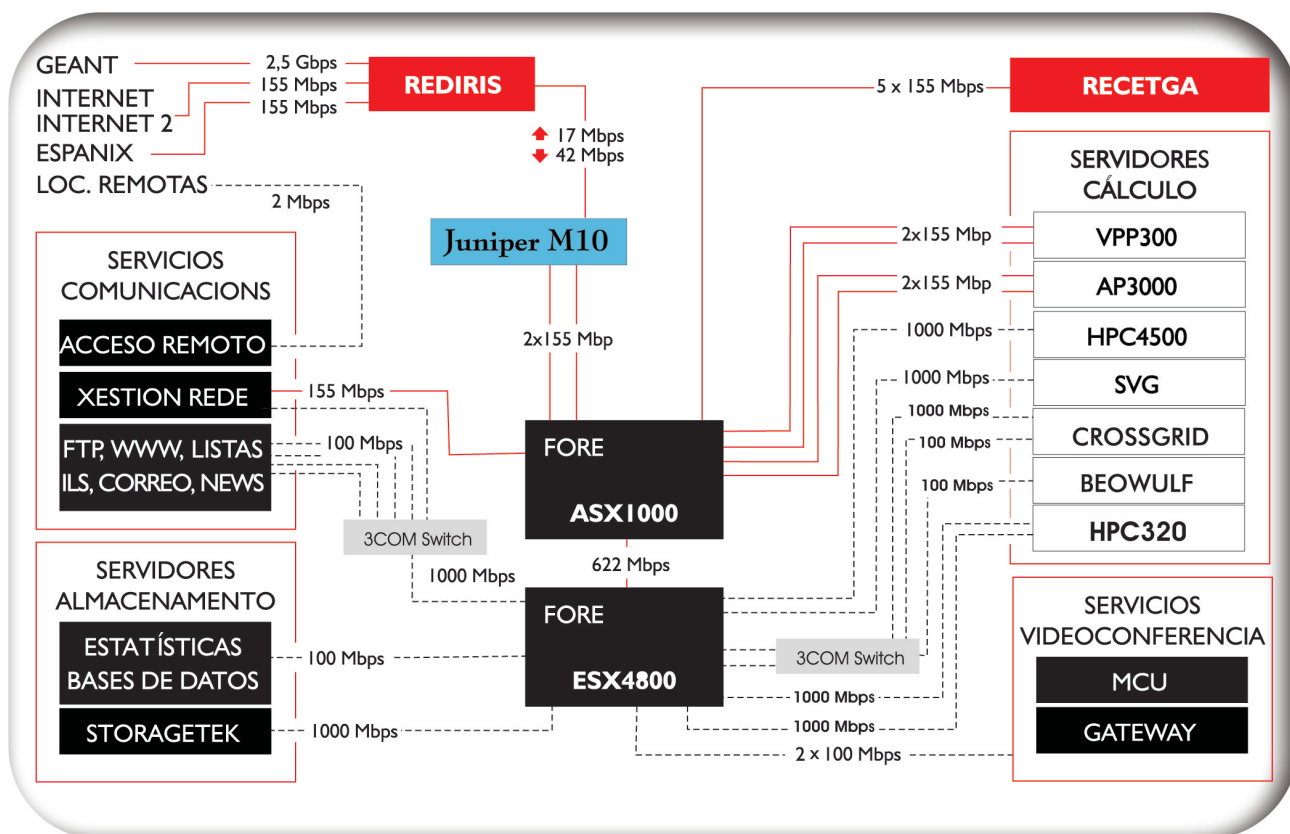 GEANT
2,5 Gbps
INTERNET
155 Mbps
INTERNET 2
155 Mbps
ESPANIX
LOC. REMOTAS
2 Mbps
REDIRIS
17 Mbps
42 Mbps
5 x 155 Mbps
RECETGA
Juniper M10
2x155 Mbp
SERVICIOS
COMUNICACIONS
ACCESO REMOTO
XESTION REDE
155 Mbps
FTP, WWW, LISTAS
ILS, CORREO, NEWS
100 Mbps
3COM Switch
1000 Mbps
SERVIDORES
ALMACENAMENTO
ESTATÍSTICAS
BASES DE DATOS
100 Mbps
STORAGETEK
1000 Mbps
FORE
ASX1000
622 Mbps
FORE
ESX4800
SERVIDORES
CÁLCULO
2x155 Mbp
VPP300
2x155 Mbp
AP3000
1000 Mbps
HPC4500
1000 Mbps
SVG
1000 Mbps
CROSSGRID
100 Mbps
BEOWULF
100 Mbps
HPC320
3COM Switch
1000 Mbps
1000 Mbps
2 x 100 Mbps
SERVICIOS
VIDEOCONFERENCIA
MCU
GATEWAY